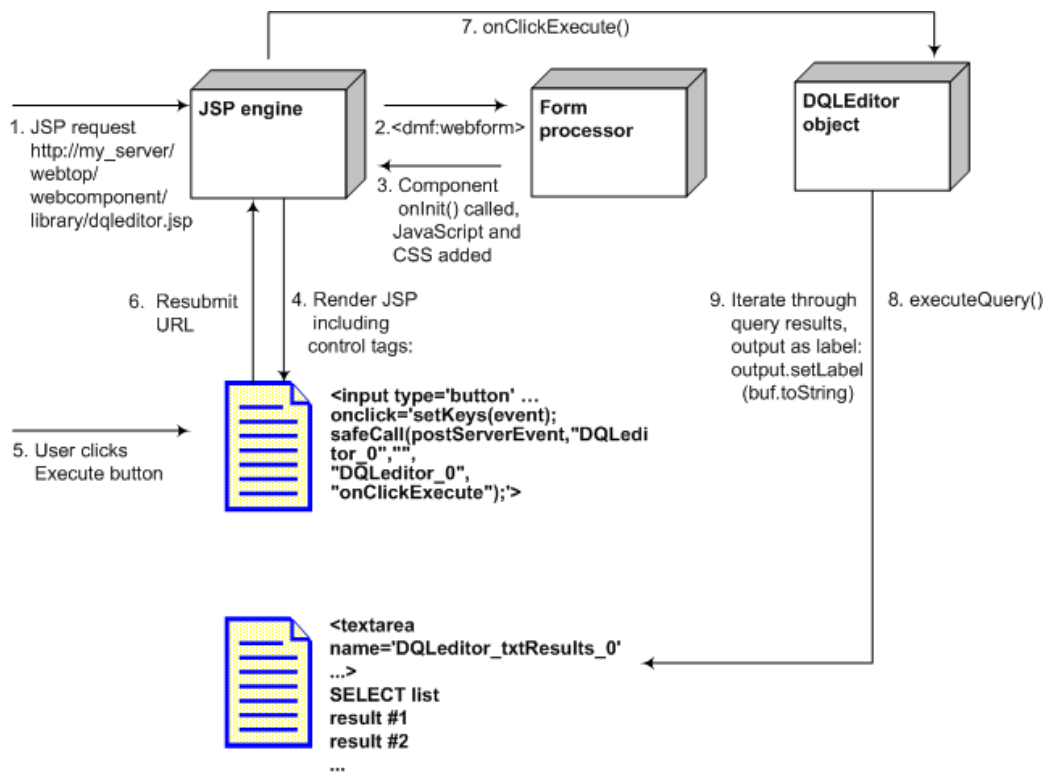 7. onClickExecute()
JSP engine
Form
processor
DQLEditor
object
1. JSP request
http://my_server/
webtop/
webcomponent/
library/dqleditor.jsp
2.<dmf:webform>
3. Component
onInit() called,
JavaScript and
CSS added
6. Resubmit
URL
4. Render JSP
including
control tags:
9. Iterate through
query results,
output as label:
output.setLabel
(buf.toString)
8. executeQuery()
5. User clicks
Execute button
<input type='button' ...
onclick='setKeys(event);
safeCall(postServerEvent,"DQLedi
tor_0","",
"DQLeditor_0",
"onClickExecute");'>
<textarea
name='DQLeditor_txtResults_0'
...>
SELECT list
result #1
result #2
...